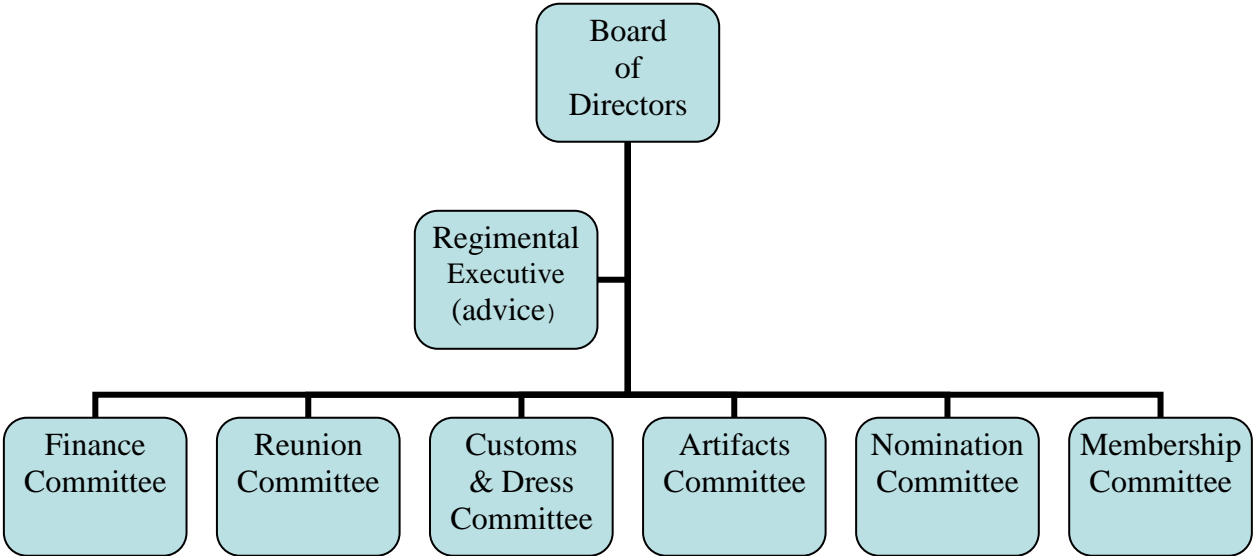 Board
of
Directors
Regimental
Executive
(advice)
Finance
Committee
Reunion
Committee
Customs
& Dress
Committee
Artifacts
Committee
Nomination
Committee
Membership
Committee